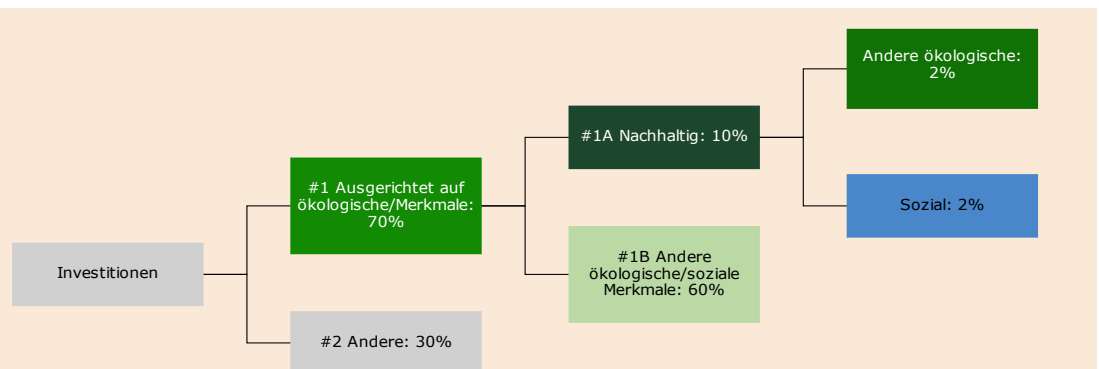 Andere ökologische:
2%
#1A Nachhaltig: 10%
#1 Ausgerichtet auf
ökologische/Merkmale:
70%
Sozial: 2%
Investitionen
#1B Andere
ökologische/soziale
Merkmale: 60%
#2 Andere: 30%